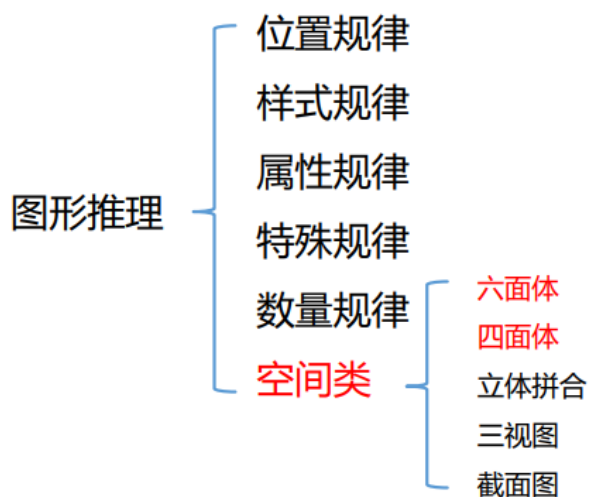 位置规律
样式规律
属性规律
图形推理
特殊规律
数量规律
空间类
六面体
四面体
立体拼合
三视图
截面图